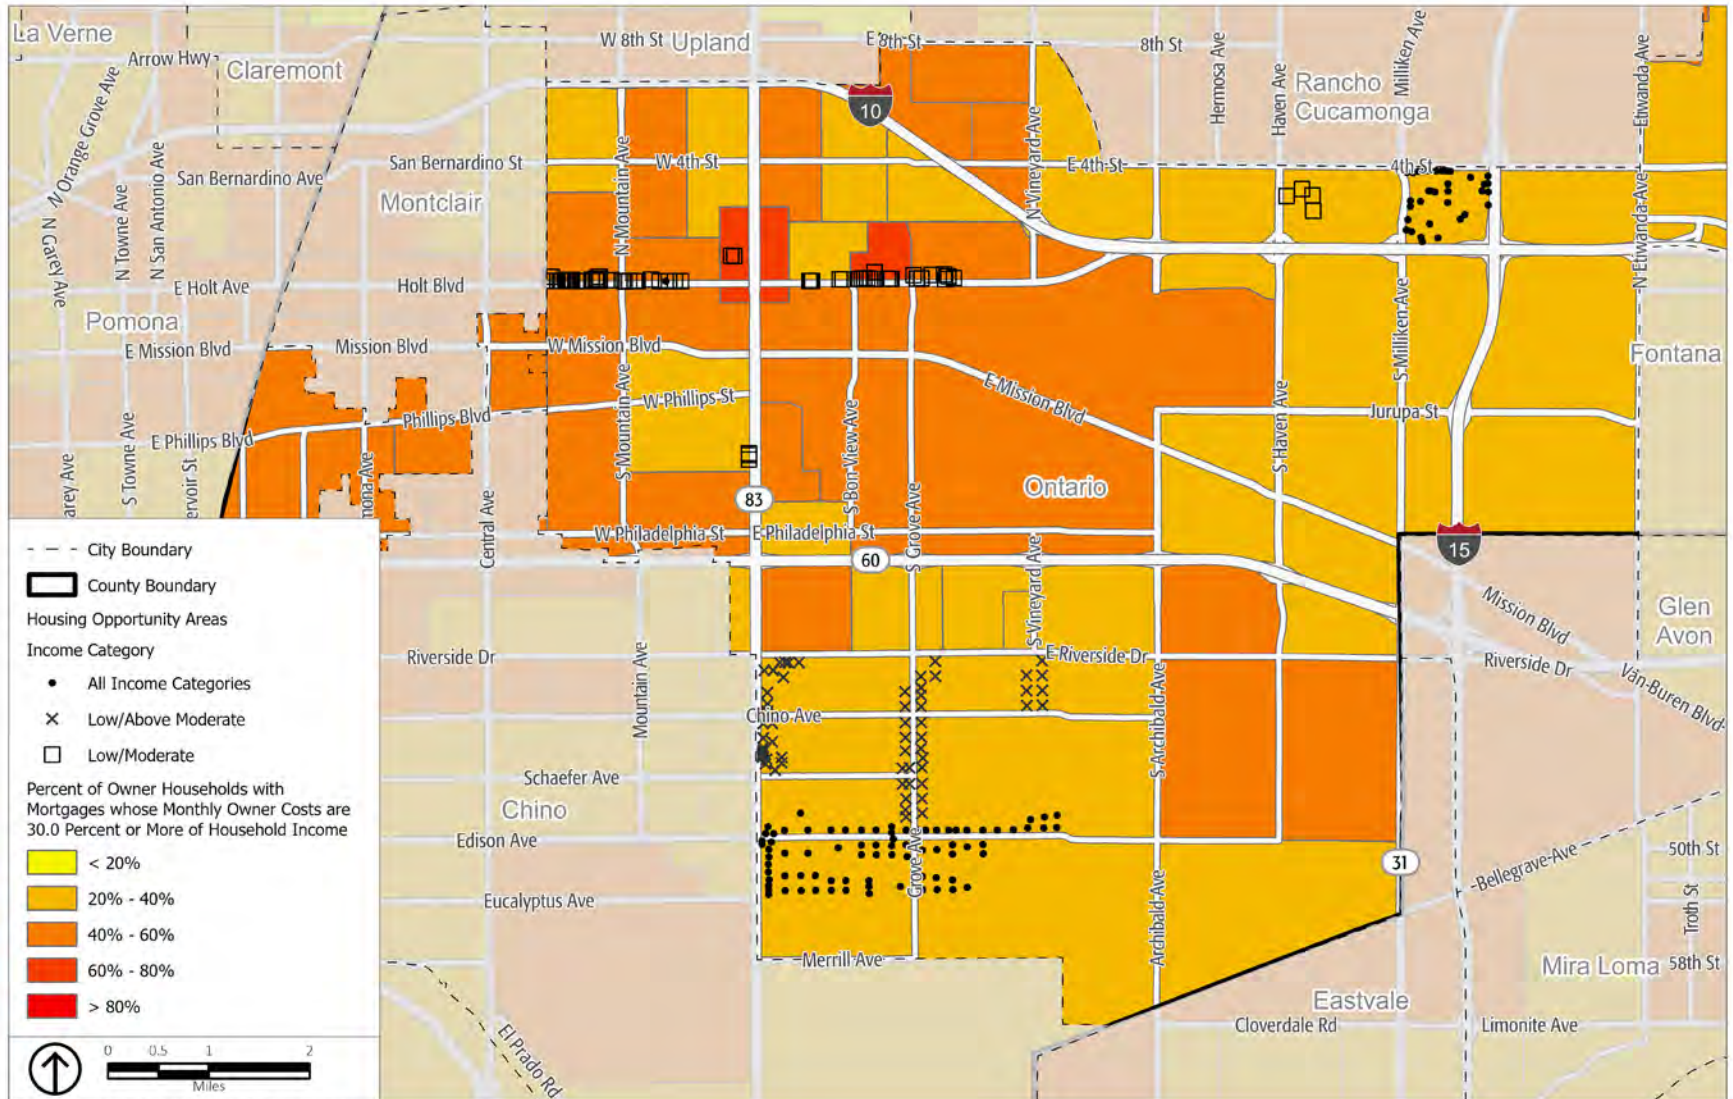 La Verne
Arrow Hwy
Claremont
W 8th St
Upland
E 8th St
8th St
Hermosa Ave
Haven Ave
Milliken Ave
Rancho
Cucamonga
Etiwanda Ave
N Orange Grove Ave
10
N Mountain Ave
N Vineyard Ave
San Bernardino St
W 4th St
E 4th St
4th St
San Bernardino Ave
Montclair
N Garey Ave
N Towne Ave
N San Antonio Ave
N Etiwanda Ave
E Holt Ave
Holt Blvd
Pomona
E Mission Blvd
Mission Blvd
W Mission Blvd
S Milliken Ave
Fontana
E Mission Blvd
S Mountain Ave
W Phillips St
Phillips Blvd
E Phillips Blvd
S Haven Ave
Jurupa St
S Bon View Ave
S Grove Ave
Ontario
arey Ave
S Towne Ave
ervoir St
mona Ave
Central Ave
83
W Philadelphia St
E Philadelphia St
60
15
S Vineyard Ave
Mission Blvd
Glen
Avon
Riverside Dr
E Riverside Dr
Riverside Dr
Van Buren Blvd
Mountain Ave
Chino Ave
S Archibald Ave
Schaefer Ave
Chino
Edison Ave
Grove Ave
31
50th St
Bellegrave Ave
Eucalyptus Ave
Archibald Ave
Troth St
Merrill Ave
Mira Loma
58th St
Eastvale
Cloverdale Rd
Limonite Ave
El Prado Rd
City Boundary
County Boundary
Housing Opportunity Areas
Income Category
All Income Categories
Low/Above Moderate
Low/Moderate
Percent of Owner Households with
Mortgages whose Monthly Owner Costs are
30.0 Percent or More of Household Income
< 20%
20% - 40%
40% - 60%
60% - 80%
> 80%
0 0.5 1 2
Miles